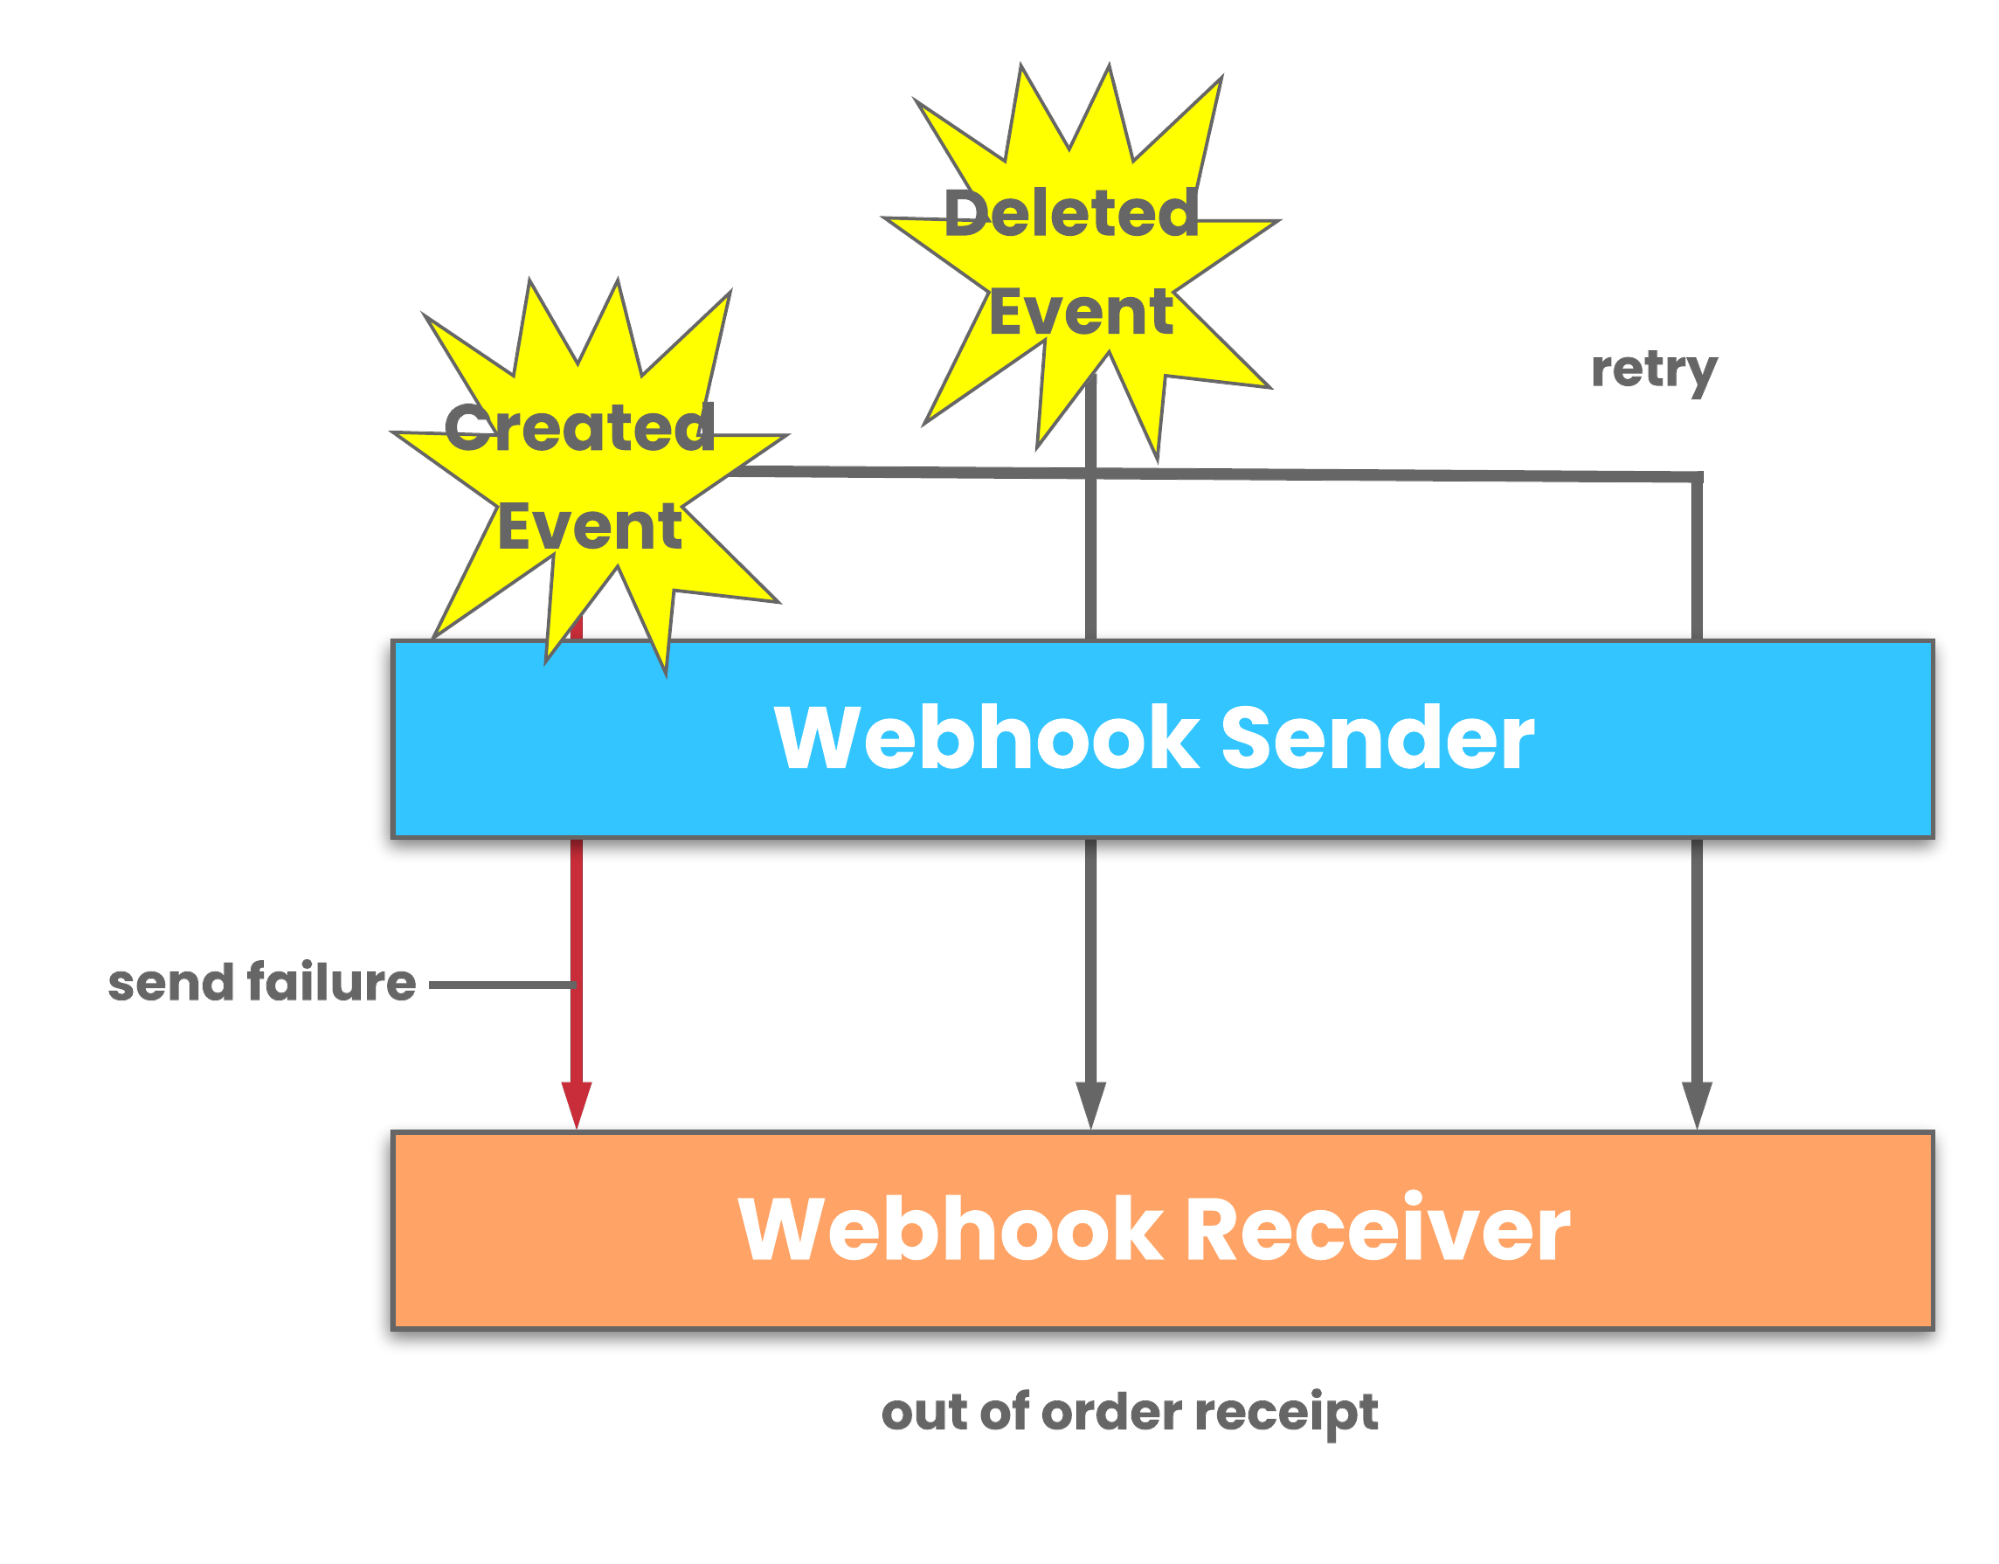 Deleted
Event
retry
Created
Event
Webhook Sender
send failure
Webhook Receiver
out of order receipt